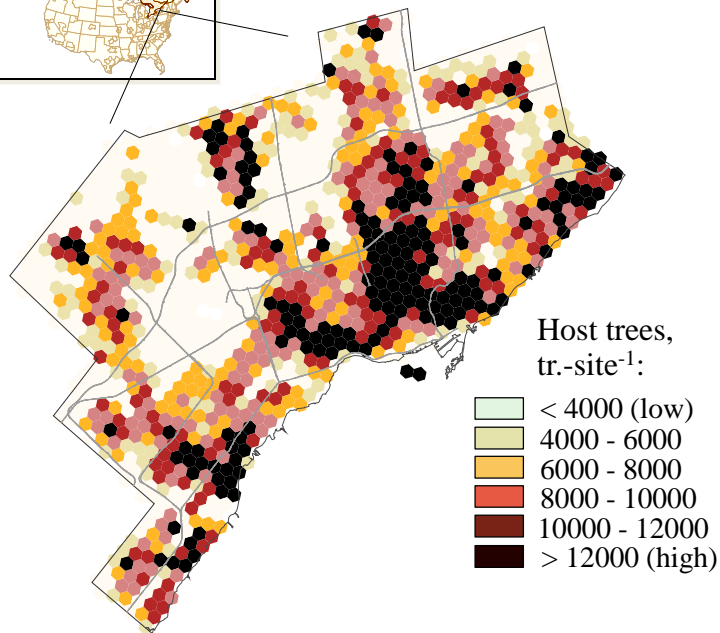 Host trees,
tr.-site⁻¹:
< 4000 (low)
4000 - 6000
6000 - 8000
8000 - 10000
10000 - 12000
> 12000 (high)